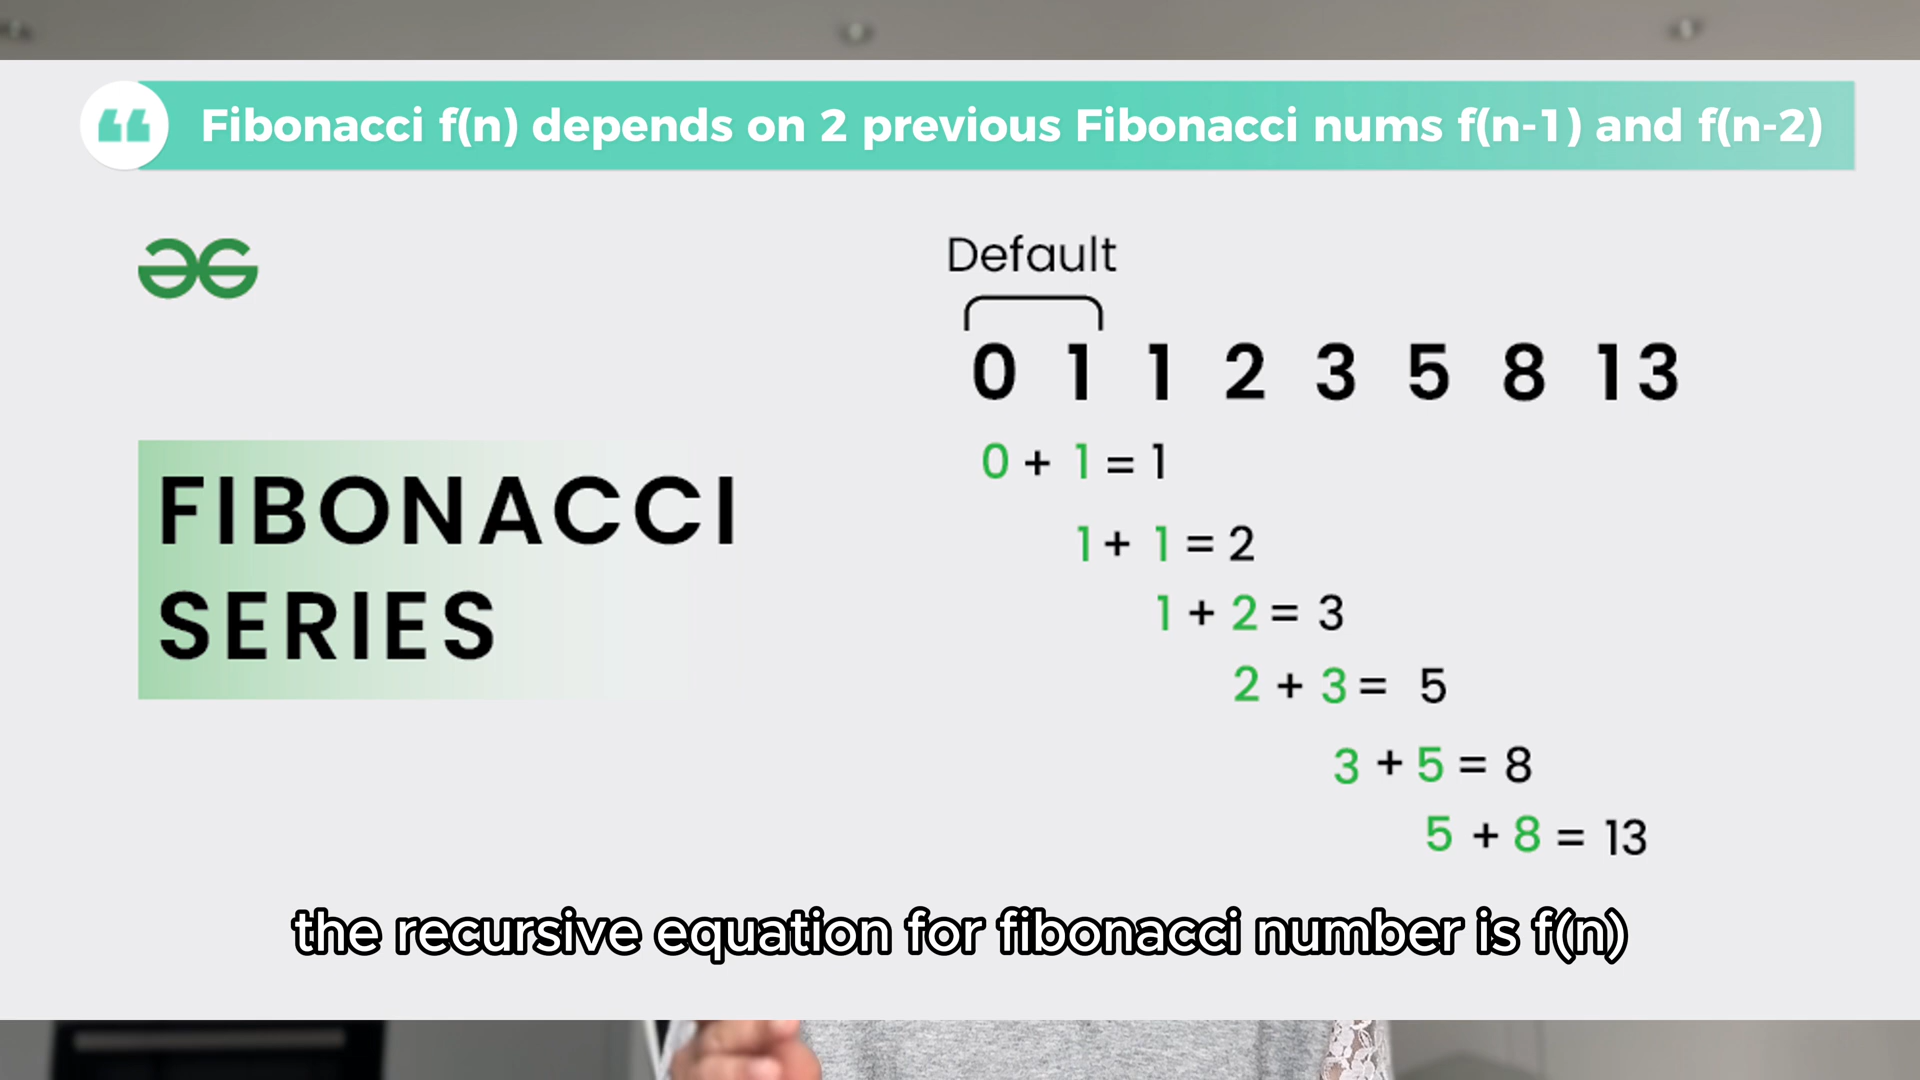 Fibonacci f(n) depends on 2 previous Fibonacci nums f(n-1) and f(n-2)
Default
0 1 1 2 3 5 8 13
0 + 1 = 1
1 + 1 = 2
1 + 2 = 3
2 + 3 = 5
3 + 5 = 8
5 + 8 = 13
FIBONACCI
SERIES
the recursive equation for fibonacci number is f(n)